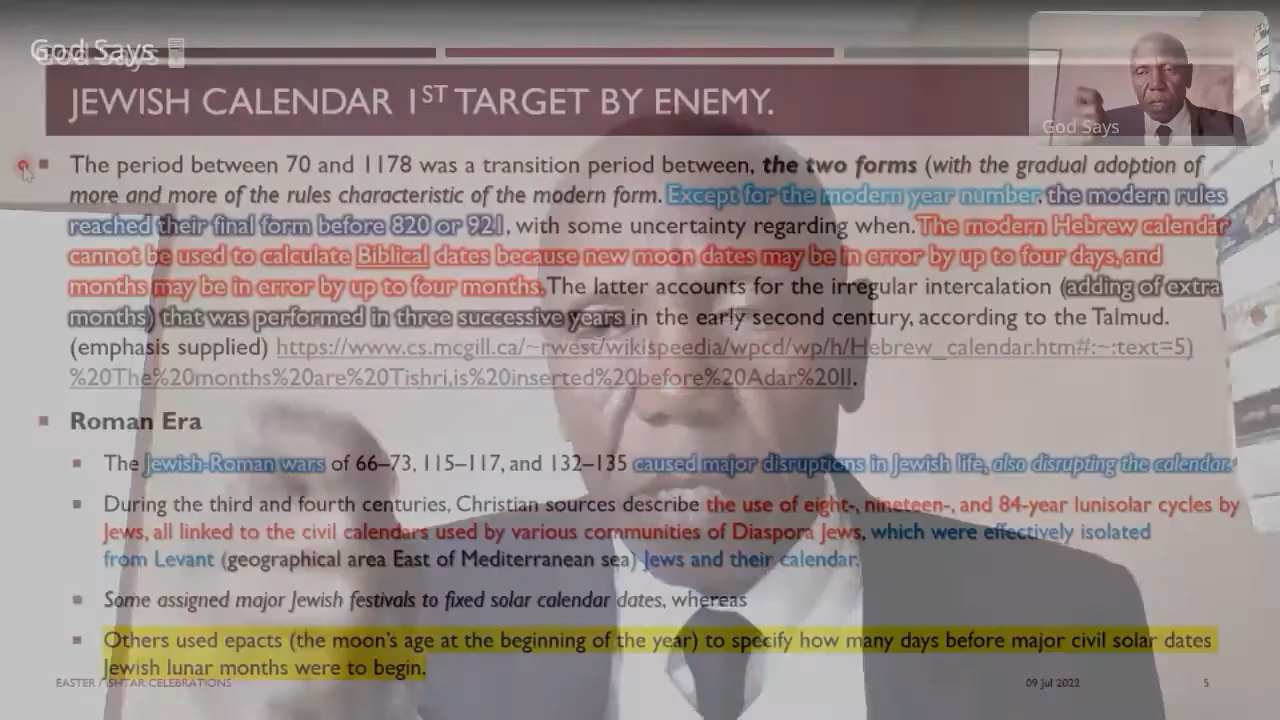 God Says
JEWISH CALENDAR 1ST TARGET BY ENEMY.
God Says
The period between 70 and 1178 was a transition period between, the two forms (with the gradual adoption of
more and more of the rules characteristic of the modern form. Except for the modern year number, the modern rules
reached their final form before 820 or 921, with some uncertainty regarding when. The modern Hebrew calendar
cannot be used to calculate Biblical dates because new moon dates may be in error by up to four days, and
months may be in error by up to four months. The latter accounts for the irregular intercalation (adding of extra
months) that was performed in three successive years in the early second century, according to the Talmud.
(emphasis supplied) https://www.cs.mcgill.ca/~rwest/wikispeedia/wpcd/wp/h/Hebrew_calendar.htm#:~:text=5)
%20The%20months%20are%20Tishri,is%20inserted%20before%20Adar%20II.
Roman Era
The Jewish-Roman wars of 66–73, 115–117, and 132–135 caused major disruptions in Jewish life, also disrupting the calendar.
During the third and fourth centuries, Christian sources describe the use of eight-, nineteen-, and 84-year lunisolar cycles by
Jews, all linked to the civil calendars used by various communities of Diaspora Jews, which were effectively isolated
from Levant (geographical area East of Mediterranean sea) Jews and their calendar.
Some assigned major Jewish festivals to fixed solar calendar dates, whereas
Others used epacts (the moon's age at the beginning of the year) to specify how many days before major civil solar dates
Jewish lunar months were to begin.
EASTER / ISHTAR CELEBRATIONS
09 Jul 2022
5